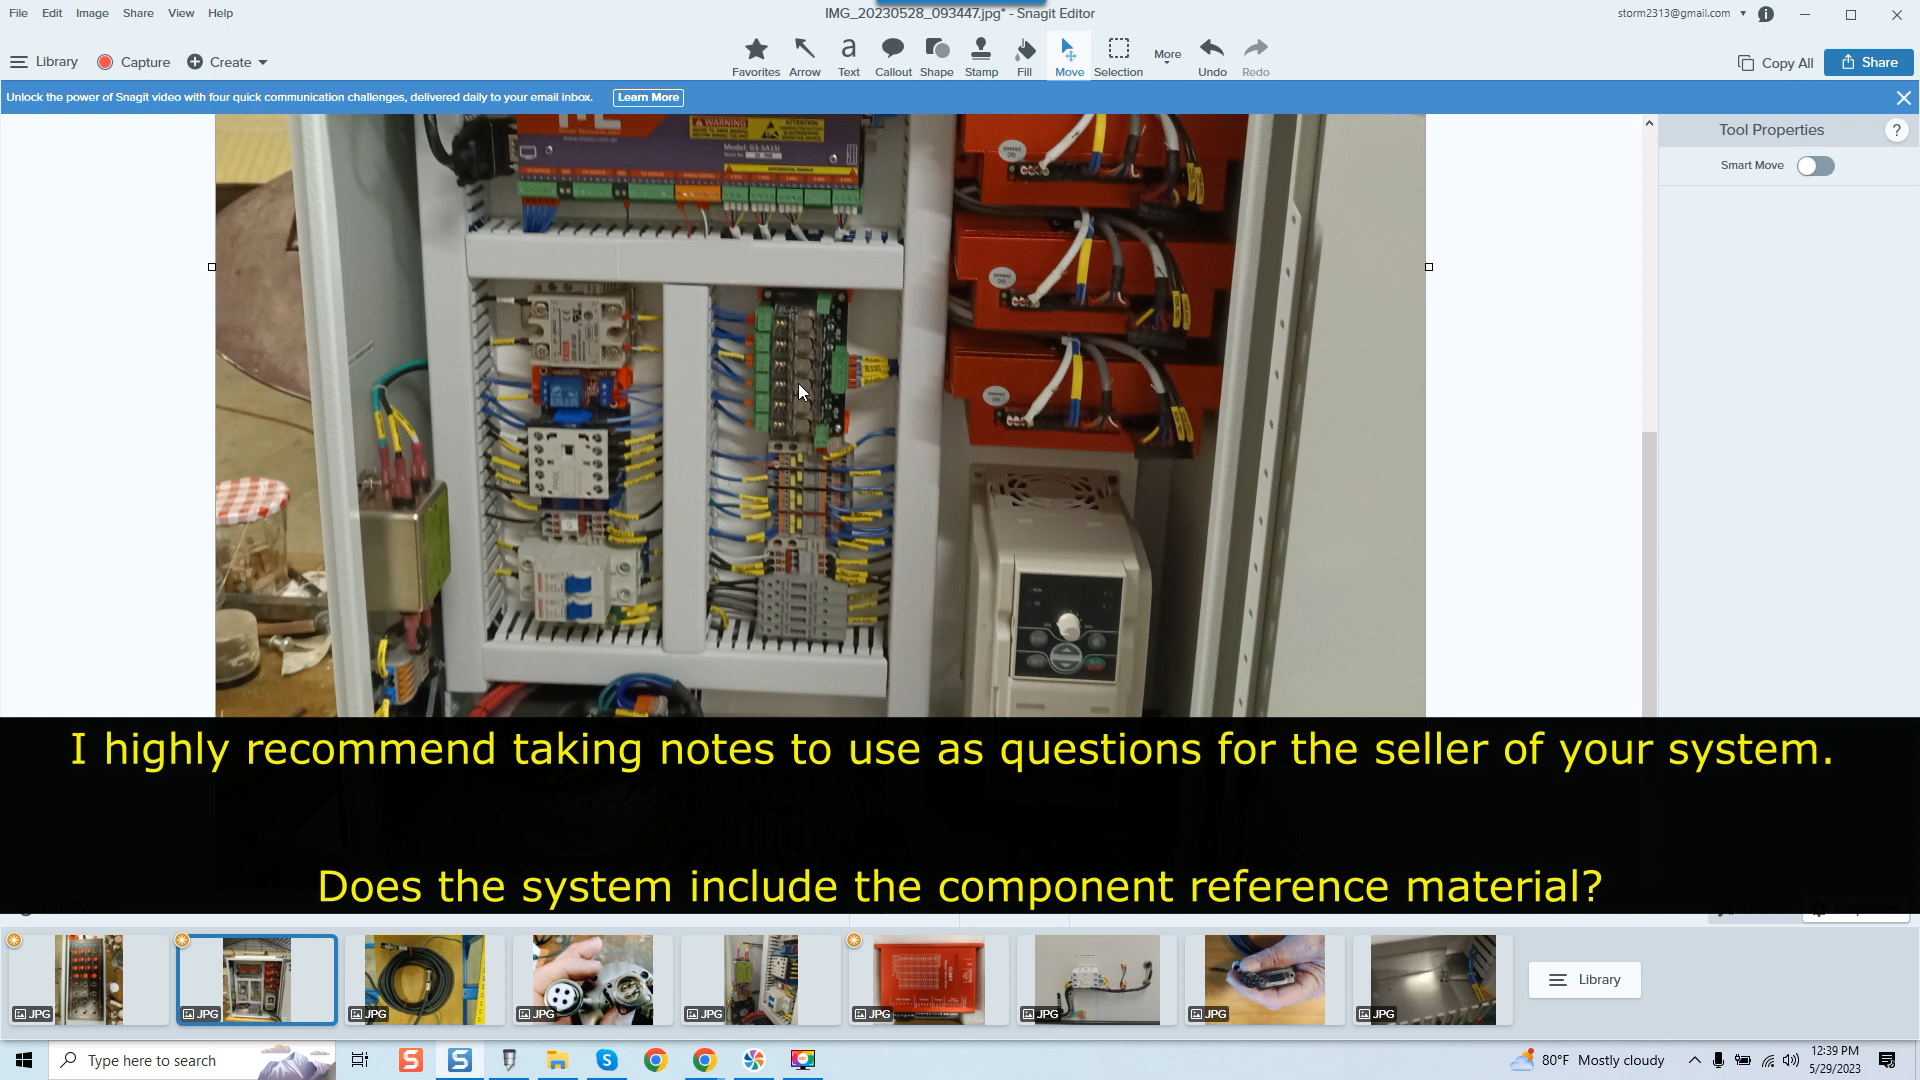 File Edit Image Share View Help
IMG_20230528_093447.jpg* - Snagit Editor
storm2313@gmail.com
Library Capture Create
Favorites Arrow Text Callout Shape Stamp Fill Move Selection More Undo Redo
Copy All Share
Unlock the power of Snagit video with four quick communication challenges, delivered daily to your email inbox. Learn More
Tool Properties ?
Smart Move
WARNING
ATTENTION
Model: G3-SA15i
I highly recommend taking notes to use as questions for the seller of your system.
Does the system include the component reference material?
JPG JPG JPG JPG JPG JPG JPG JPG JPG
Library
Type here to search
80°F Mostly cloudy
12:39 PM
5/29/2023